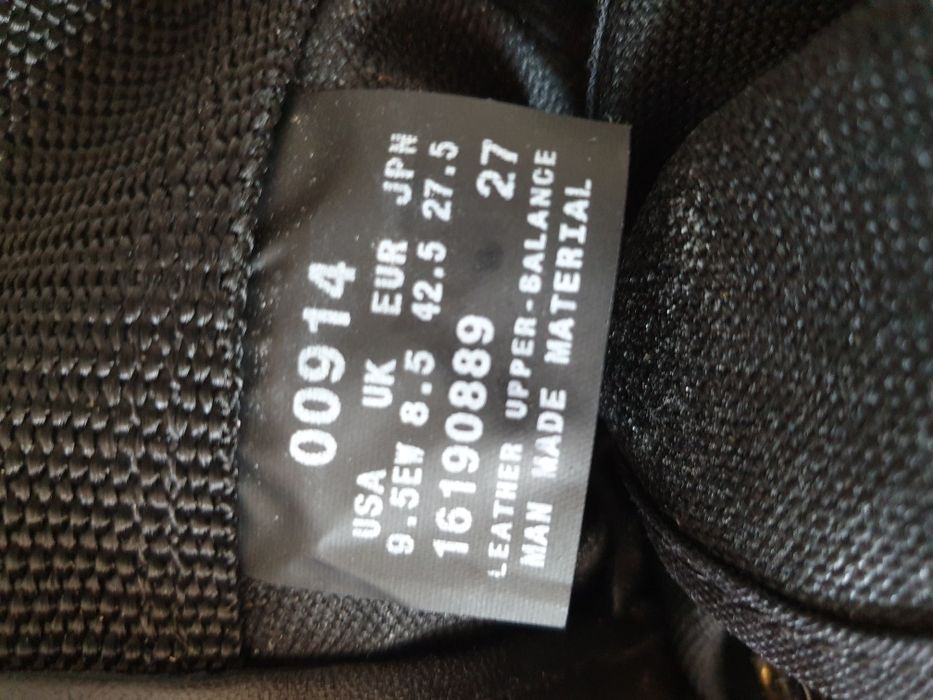 00914
USA UK EUR JPN
9.5EW 8.5 42.5 27.5
16190889 27
LEATHER UPPER-BALANCE
MAN MADE MATERIAL